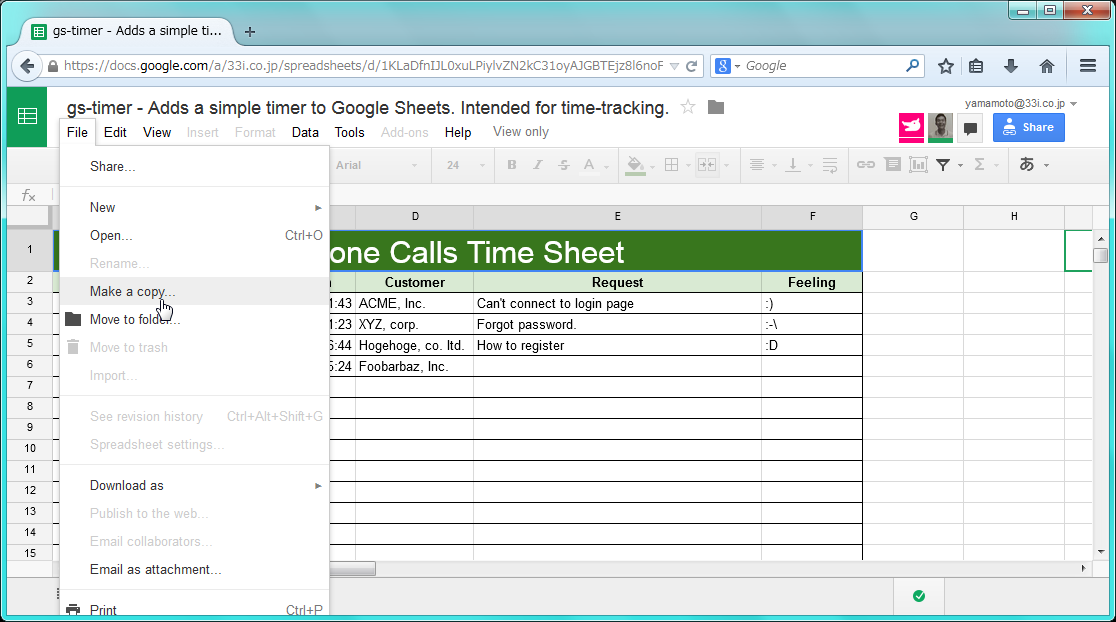 gs-timer - Adds a simple ti...
https://docs.google.com/a/33i.co.jp/spreadsheets/d/1KLaDfnIJL0xuLPiylvZN2kC31oyAJGBTEjz8l6noF
Google
gs-timer - Adds a simple timer to Google Sheets. Intended for time-tracking.
yamamoto@33i.co.jp
File Edit View Insert Format Data Tools Add-ons Help View only
Share
Arial 24 B I S A Σ あ
fx
D E F G H
Share...
New
Open... Ctrl+O
Rename...
Make a copy...
Move to folder...
Move to trash
Import...
See revision history Ctrl+Alt+Shift+G
Spreadsheet settings...
Download as
Publish to the web...
Email collaborators...
Email as attachment...
Print Ctrl+P
1 one Calls Time Sheet
2 Customer Request Feeling
3 1:43 ACME, Inc. Can't connect to login page :)
4 1:23 XYZ, corp. Forgot password. :-\
5 6:44 Hogehoge, co. ltd. How to register :D
6 5:24 Foobarbaz, Inc.
7
8
9
10
11
12
13
14
15